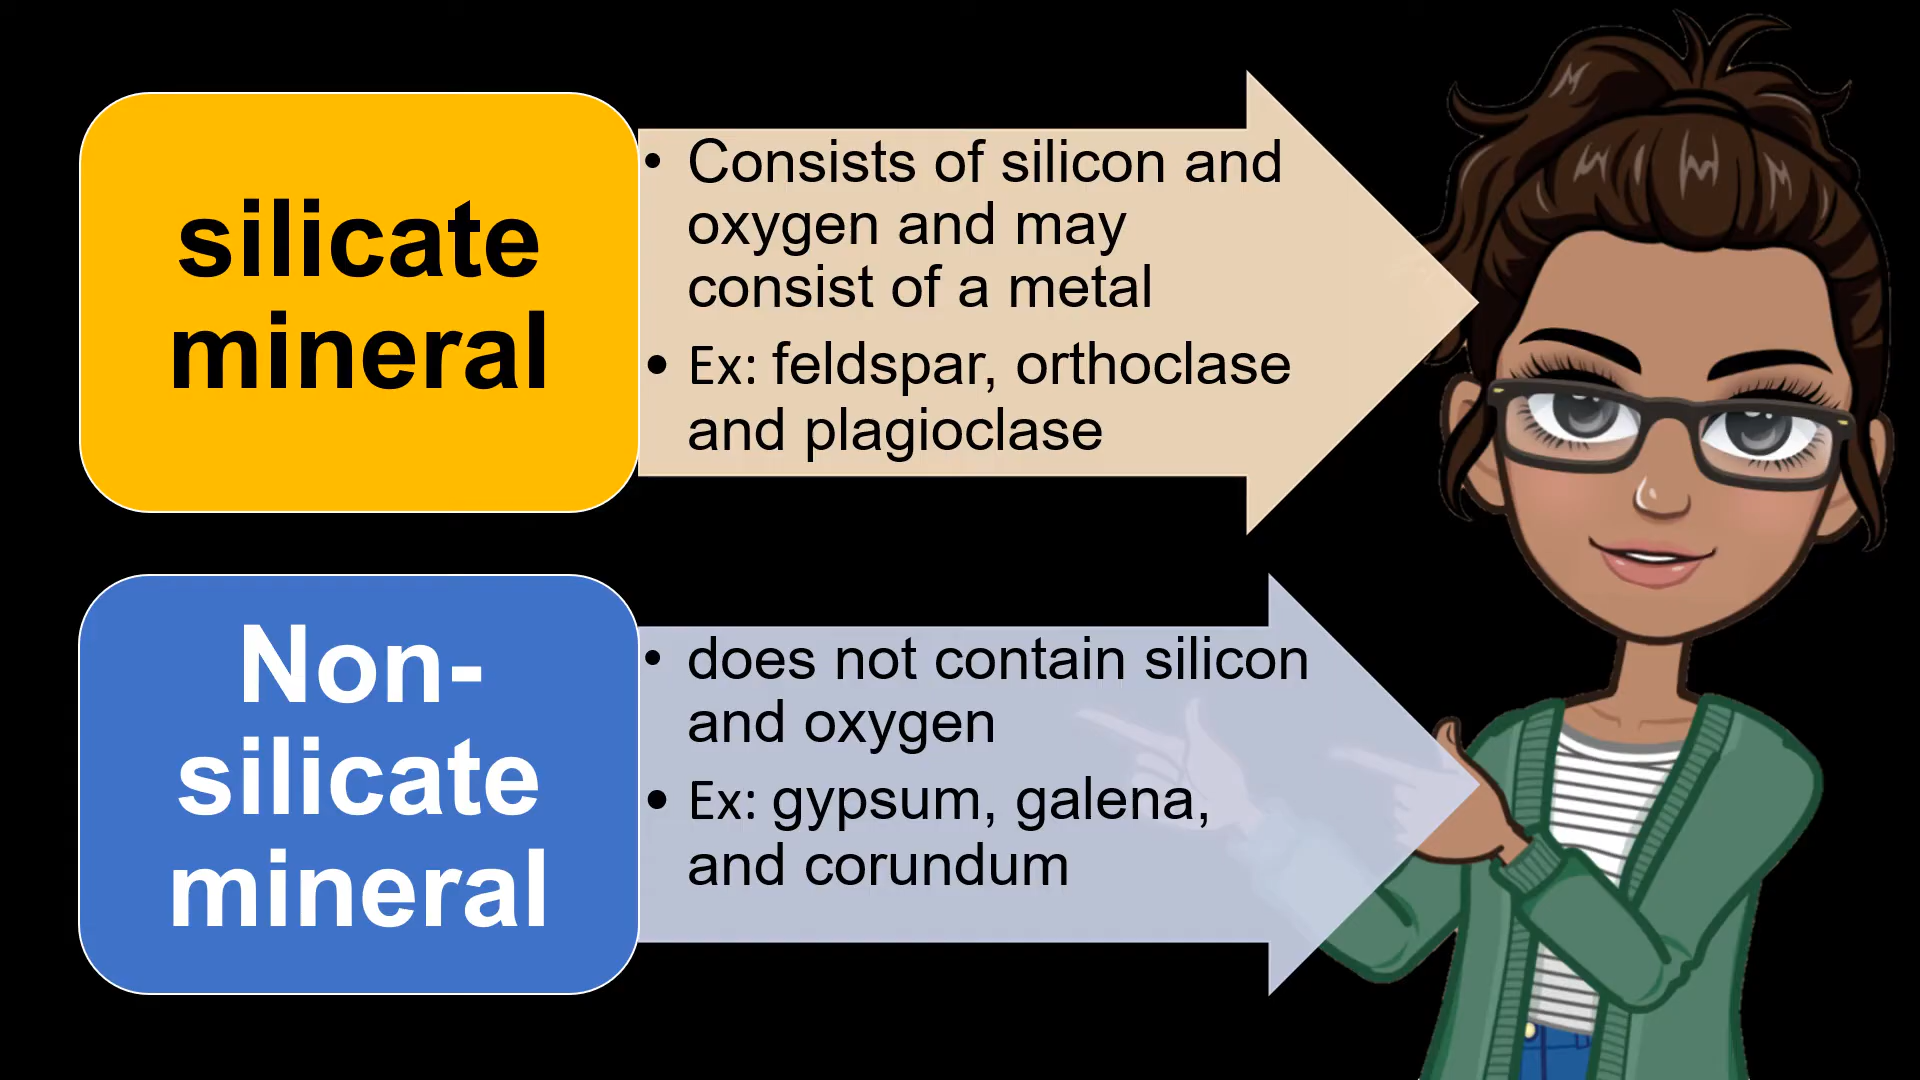 silicate
mineral
• Consists of silicon and
oxygen and may
consist of a metal
• Ex: feldspar, orthoclase
and plagioclase
Non-
silicate
mineral
• does not contain silicon
and oxygen
• Ex: gypsum, galena,
and corundum